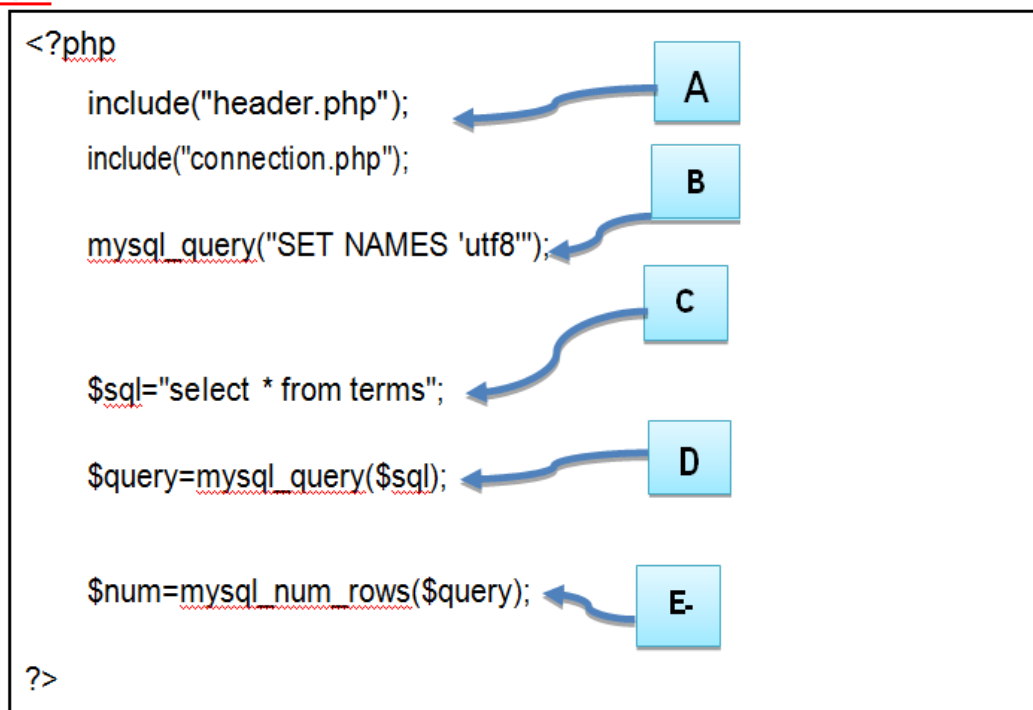 <?php
include("header.php"); A
include("connection.php");
B
mysql_query("SET NAMES 'utf8'");
C
$sql="select * from terms";
$query=mysql_query($sql); D
$num=mysql_num_rows($query); E-
?>